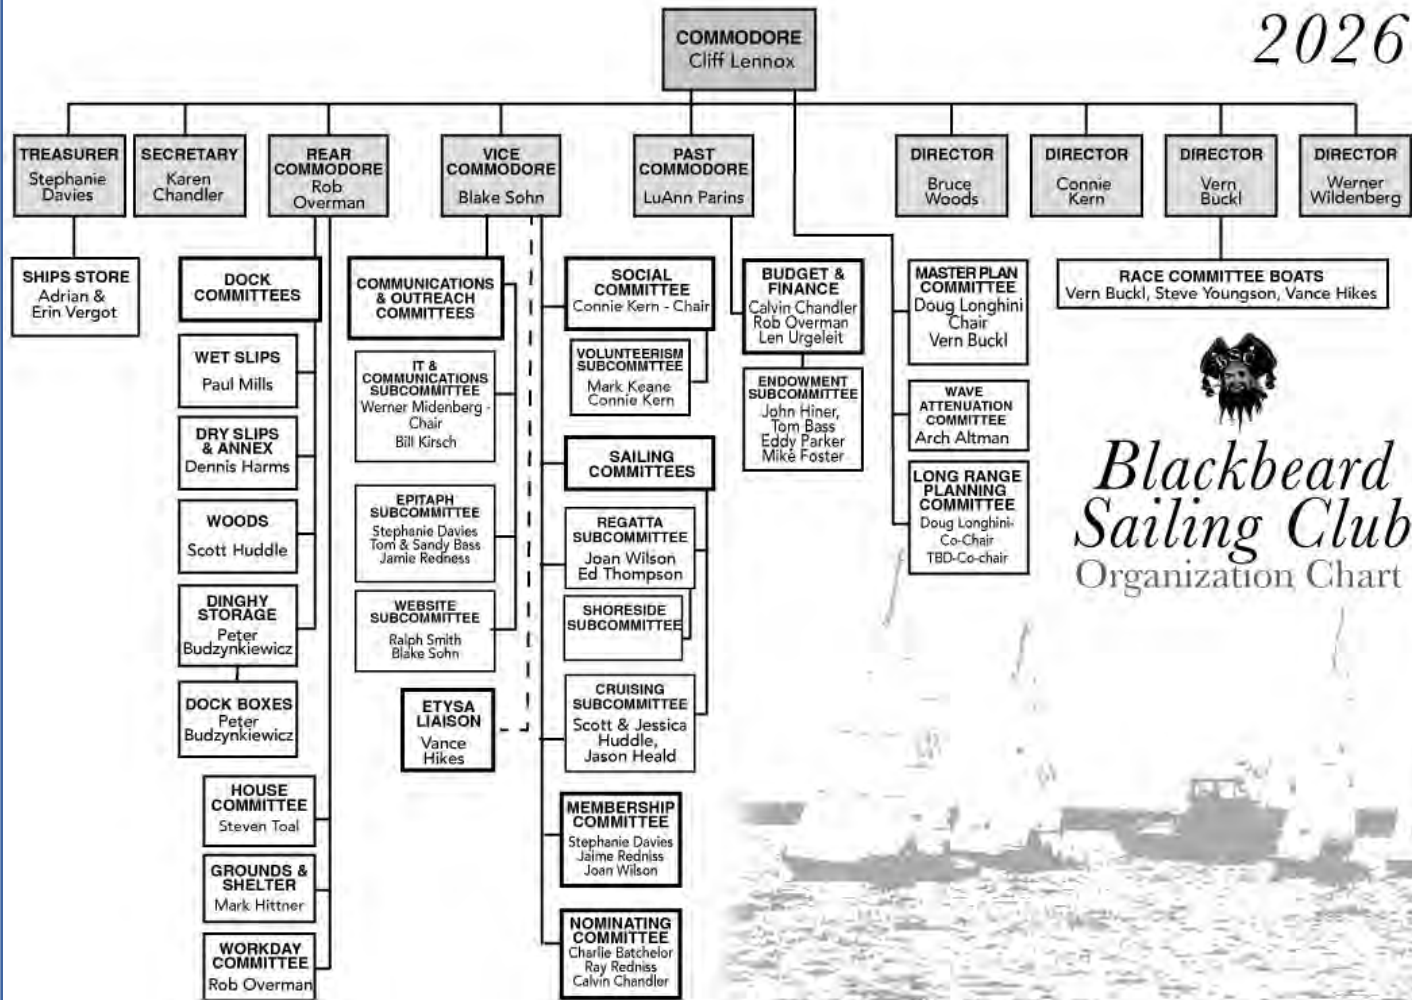 COMMODORE
Cliff Lennox
2026
TREASURER
Stephanie
Davies
SECRETARY
Karen
Chandler
REAR
COMMODORE
Rob
Overman
VICE
COMMODORE
Blake Sohn
PAST
COMMODORE
LuAnn Parins
DIRECTOR
Bruce
Woods
DIRECTOR
Connie
Kern
DIRECTOR
Vern
Buckl
DIRECTOR
Werner
Wildenberg
SHIPS STORE
Adrian &
Erin Vergot
DOCK
COMMITTEES
WET SLIPS
Paul Mills
DRY SLIPS
& ANNEX
Dennis Harms
WOODS
Scott Huddle
DINGHY
STORAGE
Peter
Budzynkiewicz
DOCK BOXES
Peter
Budzynkiewicz
HOUSE
COMMITTEE
Steven Toal
GROUNDS &
SHELTER
Mark Hittner
WORKDAY
COMMITTEE
Rob Overman
COMMUNICATIONS
& OUTREACH
COMMITTEES
IT &
COMMUNICATIONS
SUBCOMMITTEE
Werner Midenberg -
Chair
Bill Kirsch
EPITAPH
SUBCOMMITTEE
Stephanie Davies
Tom & Sandy Bass
Jamie Redness
WEBSITE
SUBCOMMITTEE
Ralph Smith
Blake Sohn
ETYSA
LIAISON
Vance
Hikes
SOCIAL
COMMITTEE
Connie Kern - Chair
VOLUNTEERISM
SUBCOMMTTEE
Mark Keane
Connie Kern
SAILING
COMMITTEES
REGATTA
SUBCOMMITTEE
Joan Wilson
Ed Thompson
SHORESIDE
SUBCOMMITTEE
CRUISING
SUBCOMMITTEE
Scott & Jessica
Huddle,
Jason Heald
MEMBERSHIP
COMMITTEE
Stephanie Davies
Jaime Redniss
Joan Wilson
NOMINATING
COMMITTEE
Charlie Batchelor
Ray Redniss
Calvin Chandler
BUDGET &
FINANCE
Calvin Chandler
Rob Overman
Len Urgeleit
ENDOWMENT
SUBCOMMITTEE
John Hiner,
Tom Bass
Eddy Parker
Mike Foster
MASTER PLAN
COMMITTEE
Doug Longhini
Chair
Vern Buckl
WAVE
ATTENUATION
COMMITTEE
Arch Altman
LONG RANGE
PLANNING
COMMITTEE
Doug Longhini-
Co-Chair
TBD-Co-chair
RACE COMMITTEE BOATS
Vern Buckl, Steve Youngson, Vance Hikes
BSC
Blackbeard
Sailing Club
Organization Chart